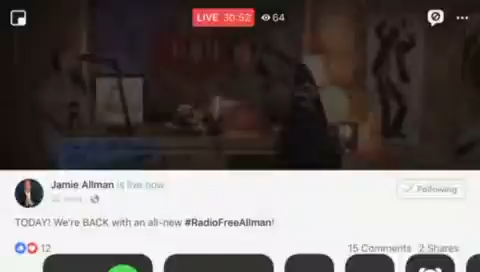 LIVE 30:52 64
Jamie Allman is live now
Following
TODAY! We're BACK with an all-new #RadioFreeAllman!
12
15 Comments 2 Shares